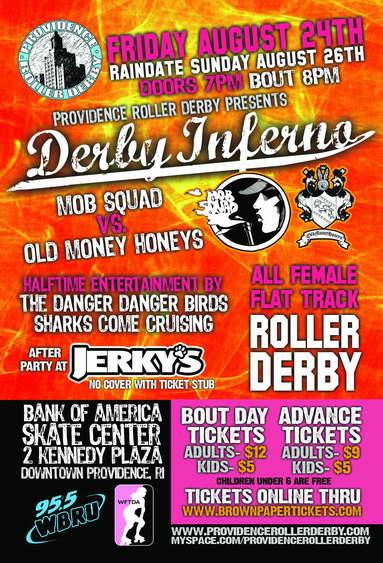 PROVIDENCE
ROLLER DERBY
FRIDAY AUGUST 24TH
RAINDATE SUNDAY AUGUST 26TH
DOORS 7PM BOUT 8PM
PROVIDENCE ROLLER DERBY PRESENTS
Derby Inferno
MOB SQUAD
VS.
OLD MONEY HONEYS
MOB
SQUAD
HALFTIME ENTERTAINMENT BY
THE DANGER DANGER BIRDS
SHARKS COME CRUISING
AFTER
PARTY AT
JERKY'S
NO COVER WITH TICKET STUB
ALL FEMALE
FLAT TRACK
ROLLER
DERBY
BANK OF AMERICA
SKATE CENTER
2 KENNEDY PLAZA
DOWNTOWN PROVIDENCE, RI
95.5
WBRU
WFTDA
BOUT DAY
TICKETS
ADULTS- $12
KIDS- $5
ADVANCE
TICKETS
ADULTS- $9
KIDS- $5
CHILDREN UNDER 6 ARE FREE
TICKETS ONLINE THRU
WWW.BROWNPAPERTICKETS.COM
WWW.PROVIDENCEROLLERDERBY.COM
MYSPACE.COM/PROVIDENCEROLLERDERBY